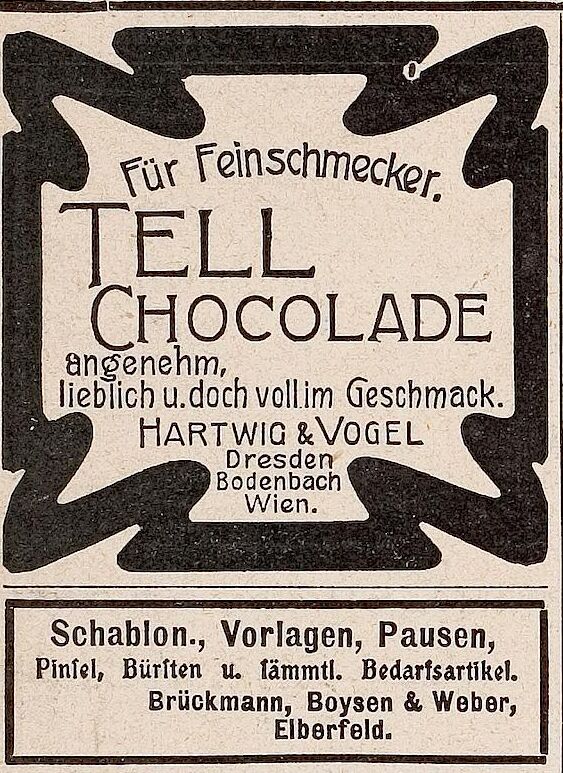 Für Feinschmecker.
TELL
CHOCOLADE
angenehm,
lieblich u. doch voll im Geschmack.
HARTWIG & VOGEL
Dresden
Bodenbach
Wien.
Schablon., Vorlagen, Pausen,
Pinſel, Bürſten u. ſämmtl. Bedarfsartikel.
Brückmann, Boysen & Weber,
Elberfeld.